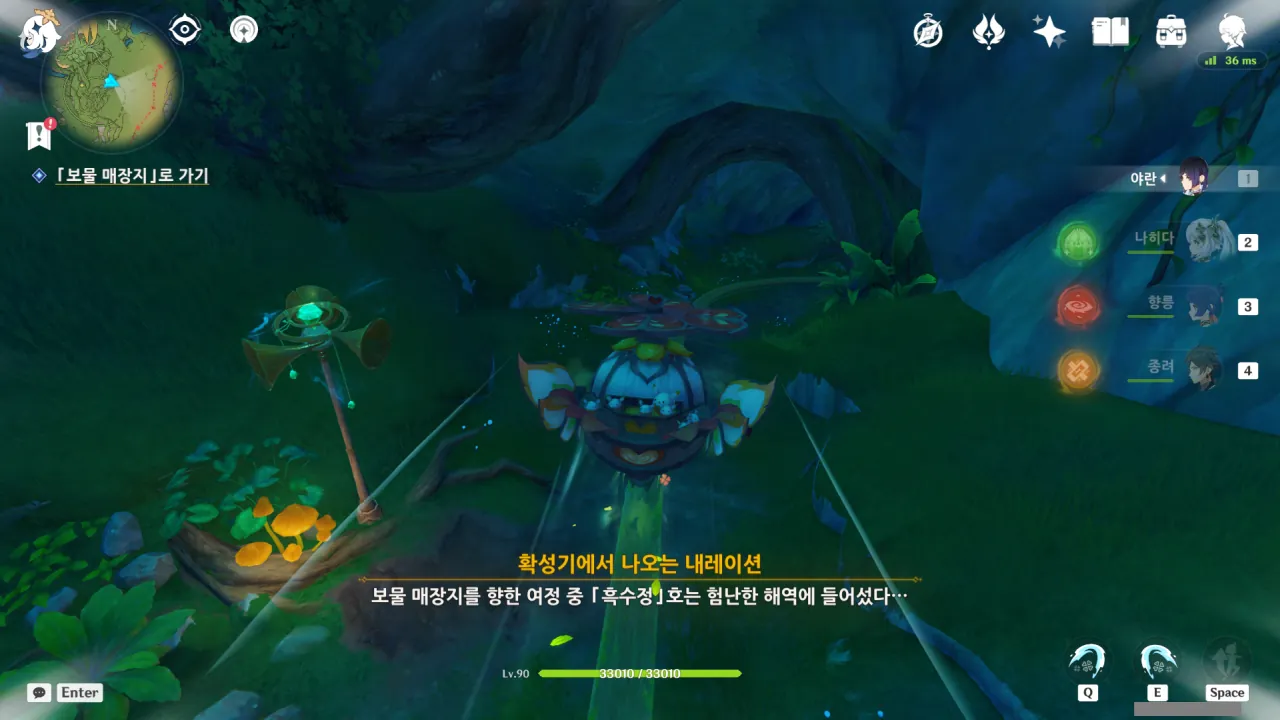 N
36 ms
「보물 매장지」로 가기
야란
1
나히다
2
향릉
3
종려
4
확성기에서 나오는 내레이션
보물 매장지를 향한 여정 중 「흑수정」호는 험난한 해역에 들어섰다…
Lv.90
33010 / 33010
Enter
Q
E
Space